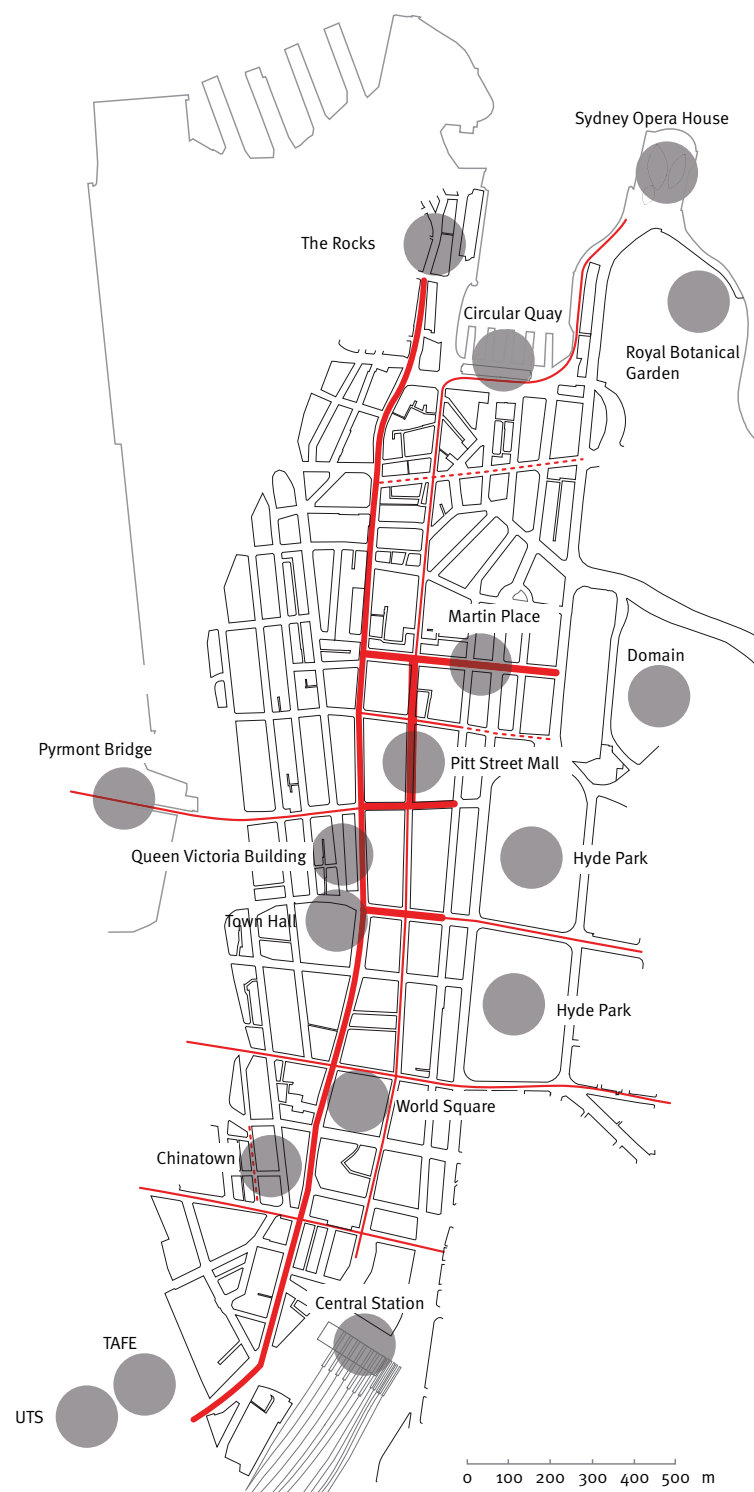 Sydney Opera House
The Rocks
Circular Quay
Royal Botanical
Garden
Martin Place
Domain
Pyrmont Bridge
Pitt Street Mall
Queen Victoria Building
Hyde Park
Town Hall
Hyde Park
World Square
Chinatown
Central Station
TAFE
UTS
0 100 200 300 400 500 m